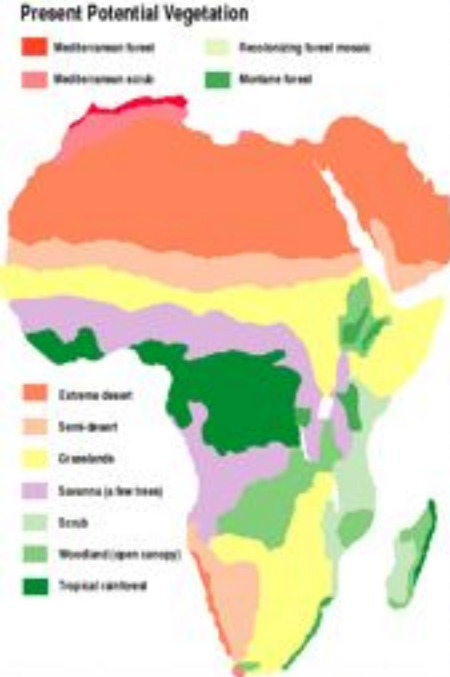 Present Potential Vegetation
Mediterranean forest
Recolonizing forest mosaic
Mediterranean scrub
Montane forest
Extreme desert
Semi-desert
Grasslands
Savanna (a few trees)
Scrub
Woodland (open canopy)
Tropical rainforest